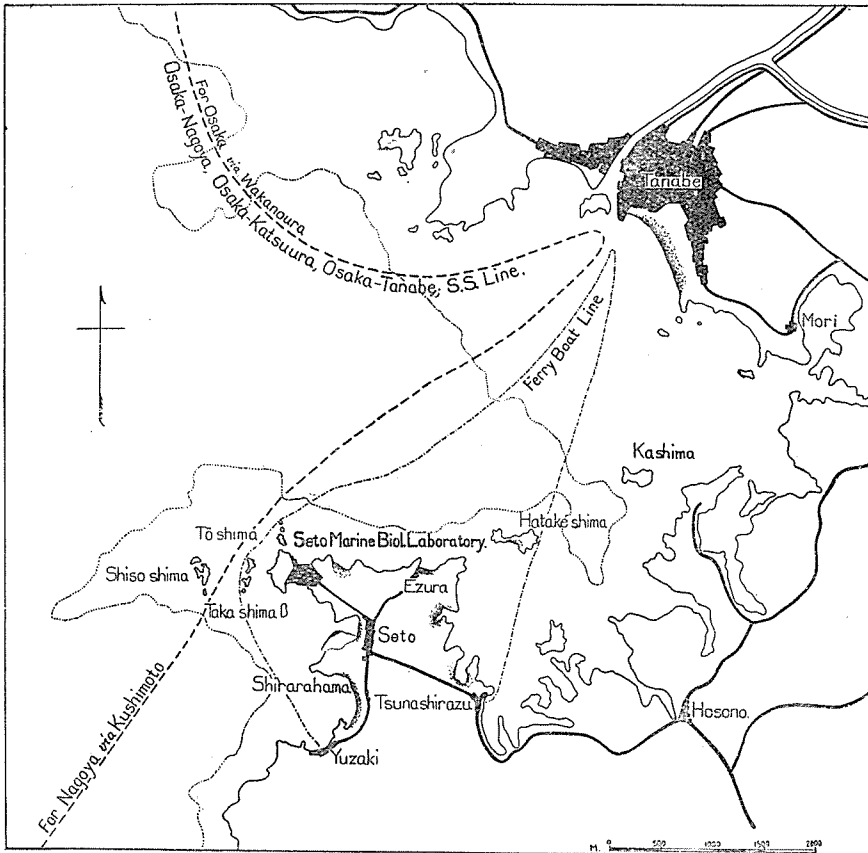 For Osaka via Wakanoura
Osaka-Nagoya, Osaka-Katsuura, Osaka-Tanabe, S.S. Line.
Tanabe
Mori
Ferry Boat Line
Kashima
Hatake shima
Tō shima
Seto Marine Biol. Laboratory.
Shiso shima
Ezura
Taka shima
Seto
Shirarahama
Tsunashirazu
Hosono.
Yuzaki
For Nagoya via Kushimoto
M. 0 500 1000 1500 2000